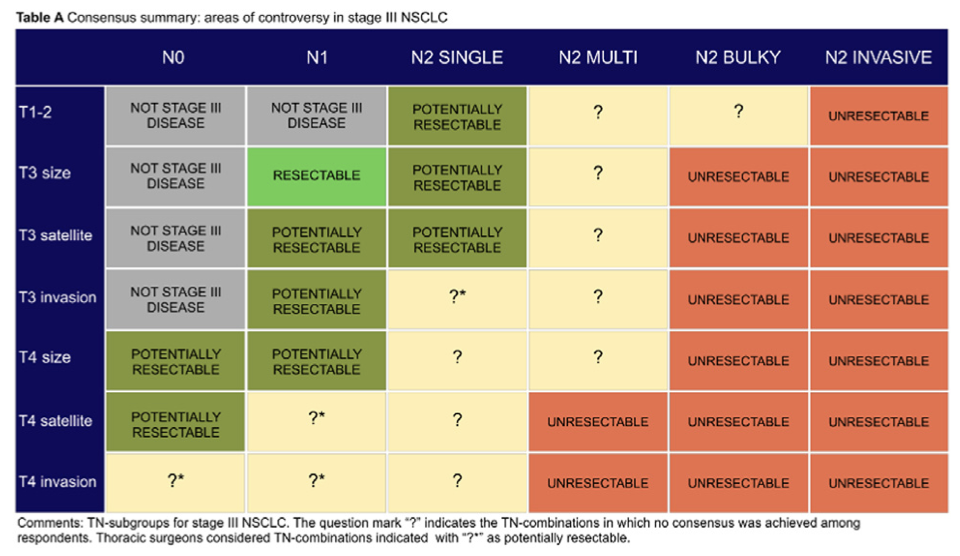 Table A Consensus summary: areas of controversy in stage III NSCLC
N0 N1 N2 SINGLE N2 MULTI N2 BULKY N2 INVASIVE
T1-2 NOT STAGE III DISEASE NOT STAGE III DISEASE POTENTIALLY RESECTABLE ? ? UNRESECTABLE
T3 size NOT STAGE III DISEASE RESECTABLE POTENTIALLY RESECTABLE ? UNRESECTABLE UNRESECTABLE
T3 satellite NOT STAGE III DISEASE POTENTIALLY RESECTABLE POTENTIALLY RESECTABLE ? UNRESECTABLE UNRESECTABLE
T3 invasion NOT STAGE III DISEASE POTENTIALLY RESECTABLE ?* ? UNRESECTABLE UNRESECTABLE
T4 size POTENTIALLY RESECTABLE POTENTIALLY RESECTABLE ? ? UNRESECTABLE UNRESECTABLE
T4 satellite POTENTIALLY RESECTABLE ?* ? UNRESECTABLE UNRESECTABLE UNRESECTABLE
T4 invasion ?* ?* ? UNRESECTABLE UNRESECTABLE UNRESECTABLE
Comments: TN-subgroups for stage III NSCLC. The question mark “?” indicates the TN-combinations in which no consensus was achieved among
respondents. Thoracic surgeons considered TN-combinations indicated with “?*” as potentially resectable.